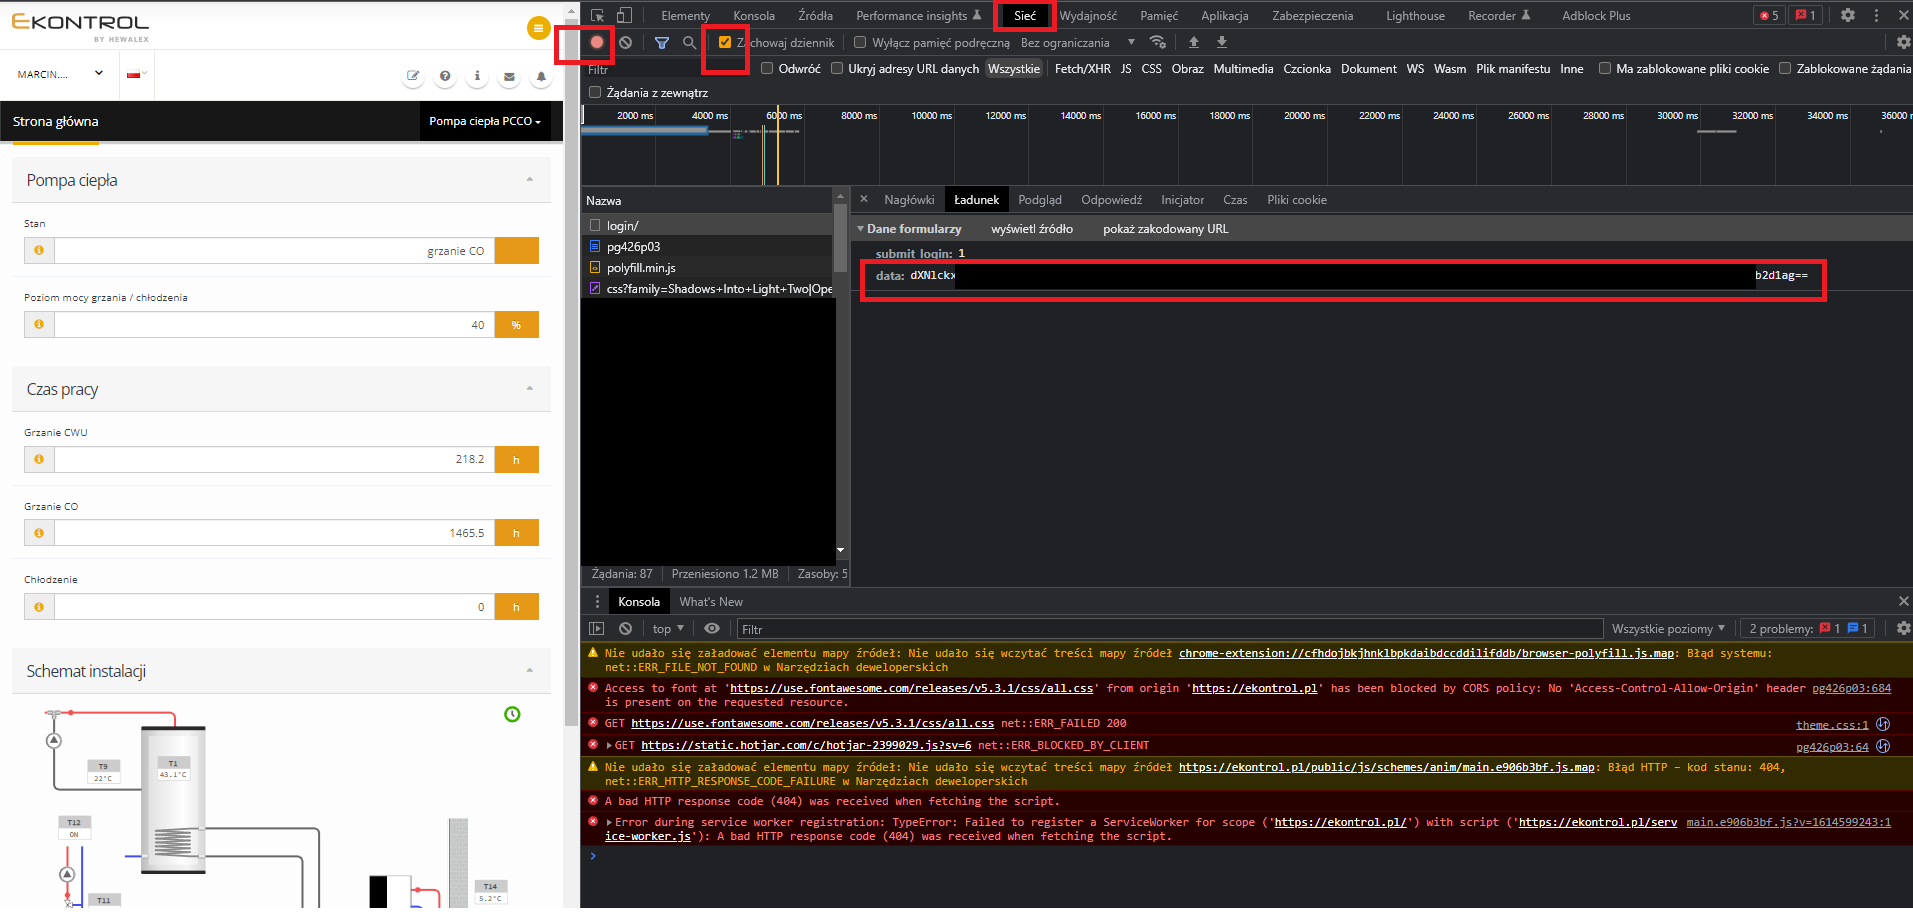 EKONTROL
BY HEWALEX
MARCIN....
Strona główna
Pompa ciepła PCCO
Pompa ciepła
Stan
grzanie CO
Poziom mocy grzania / chłodzenia
40 %
Czas pracy
Grzanie CWU
218.2 h
Grzanie CO
1465.5 h
Chłodzenie
0 h
Schemat instalacji
T9
22°C
T1
43.1°C
T12
ON
T11
T14
5.2°C
Elementy Konsola Źródła Performance insights Sieć Wydajność Pamięć Aplikacja Zabezpieczenia Lighthouse Recorder Adblock Plus 5 1
Zachowaj dziennik Wyłącz pamięć podręczną Bez ograniczania
Filtr Odwróć Ukryj adresy URL danych Wszystkie Fetch/XHR JS CSS Obraz Multimedia Czcionka Dokument WS Wasm Plik manifestu Inne Ma zablokowane pliki cookie Zablokowane żądania
Żądania z zewnątrz
2000 ms 4000 ms 6000 ms 8000 ms 10000 ms 12000 ms 14000 ms 16000 ms 18000 ms 20000 ms 22000 ms 24000 ms 26000 ms 28000 ms 30000 ms 32000 ms 34000 ms 36000 m
Nazwa
login/
pg426p03
polyfill.min.js
css?family=Shadows+Into+Light+Two|Ope
Żądania: 87 Przeniesiono 1.2 MB Zasoby: 5
Nagłówki Ładunek Podgląd Odpowiedź Inicjator Czas Pliki cookie
Dane formularzy wyświetl źródło pokaż zakodowany URL
submit_login: 1
data: dXNlckx b2d1ag==
Konsola What's New
top Filtr Wszystkie poziomy 2 problemy: 1 1
Nie udało się załadować elementu mapy źródeł: Nie udało się wczytać treści mapy źródeł chrome-extension://cfhdojbkjhnklbpkdaibdccddilifddb/browser-polyfill.js.map: Błąd systemu:
net::ERR_FILE_NOT_FOUND w Narzędziach deweloperskich
Access to font at 'https://use.fontawesome.com/releases/v5.3.1/css/all.css' from origin 'https://ekontrol.pl' has been blocked by CORS policy: No 'Access-Control-Allow-Origin' header pg426p03:684
is present on the requested resource.
GET https://use.fontawesome.com/releases/v5.3.1/css/all.css net::ERR_FAILED 200 theme.css:1
GET https://static.hotjar.com/c/hotjar-2399029.js?sv=6 net::ERR_BLOCKED_BY_CLIENT pg426p03:64
Nie udało się załadować elementu mapy źródeł: Nie udało się wczytać treści mapy źródeł https://ekontrol.pl/public/js/schemes/anim/main.e906b3bf.js.map: Błąd HTTP – kod stanu: 404,
net::ERR_HTTP_RESPONSE_CODE_FAILURE w Narzędziach deweloperskich
A bad HTTP response code (404) was received when fetching the script.
Error during service worker registration: TypeError: Failed to register a ServiceWorker for scope ('https://ekontrol.pl/') with script ('https://ekontrol.pl/serv main.e906b3bf.js?v=1614599243:1
ice-worker.js'): A bad HTTP response code (404) was received when fetching the script.